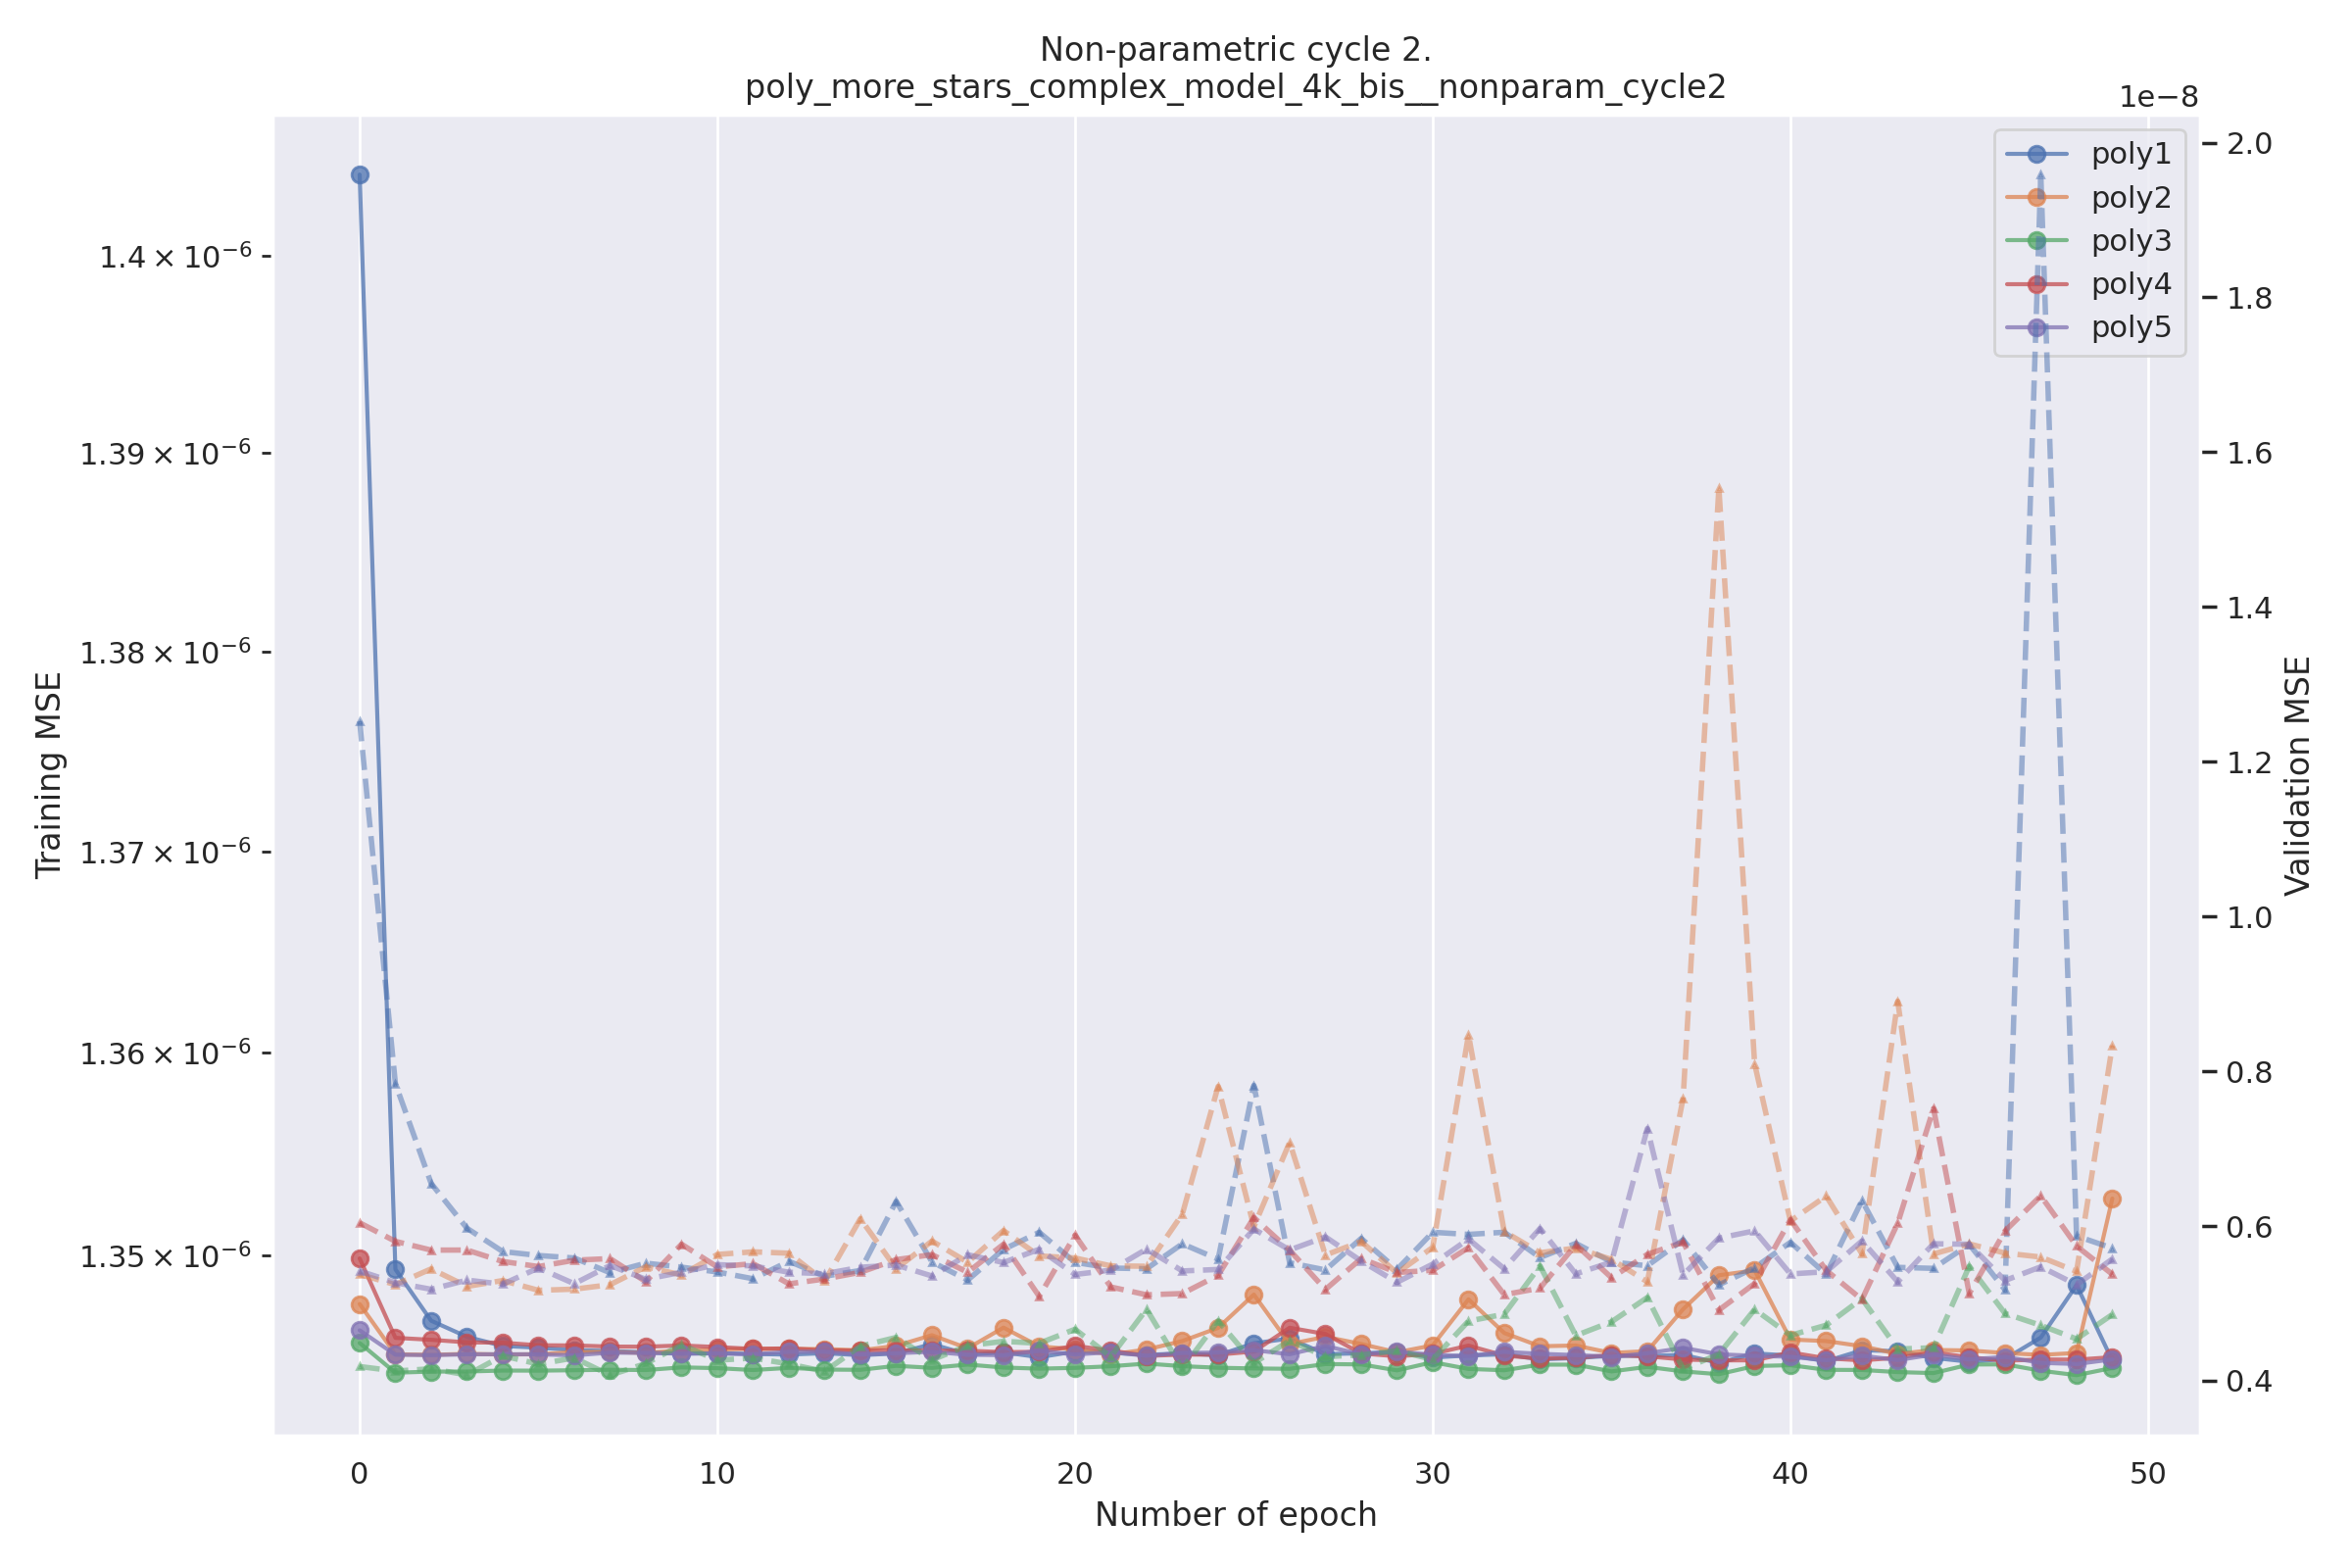 Non-parametric cycle 2.
poly_more_stars_complex_model_4k_bis__nonparam_cycle2
1e−8
Training MSE
1.4 × 10⁻⁶
1.39 × 10⁻⁶
1.38 × 10⁻⁶
1.37 × 10⁻⁶
1.36 × 10⁻⁶
1.35 × 10⁻⁶
poly1
poly2
poly3
poly4
poly5
2.0
1.8
1.6
1.4
1.2
1.0
0.8
0.6
0.4
Validation MSE
0 10 20 30 40 50
Number of epoch